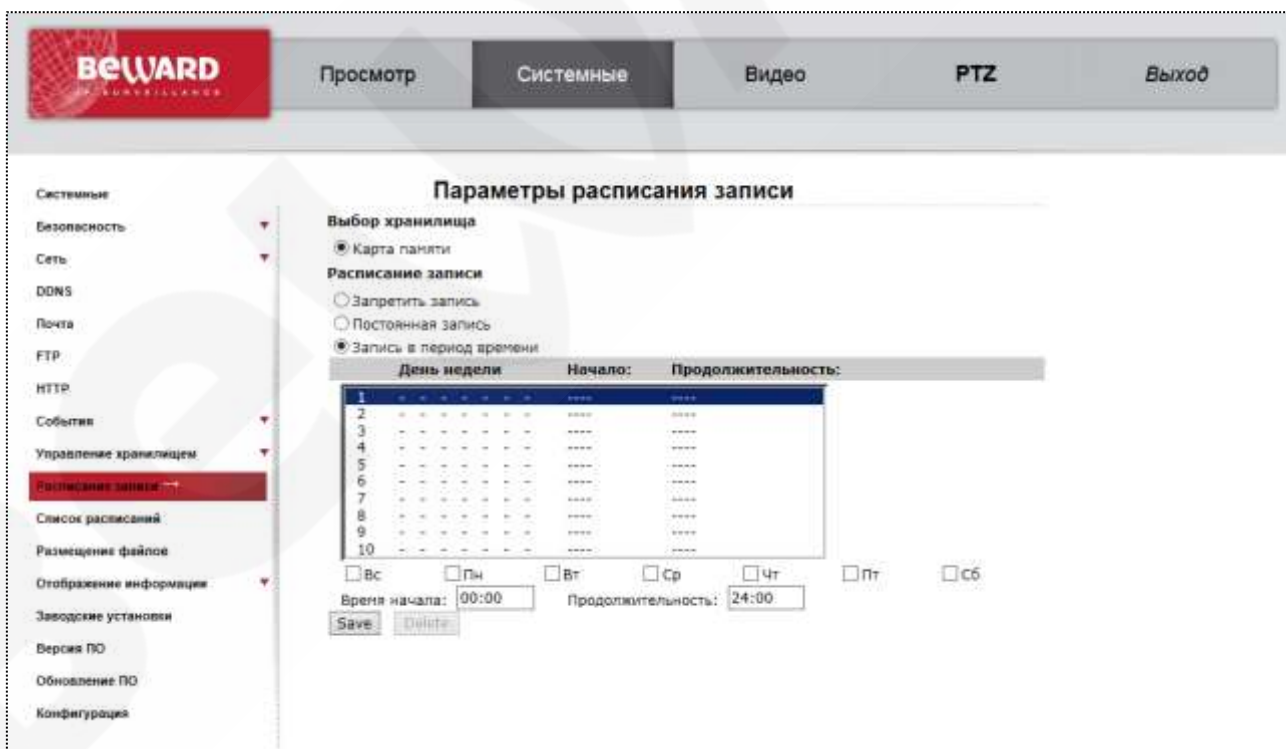 BEWARD
IP SURVEILLANCE
Просмотр Системные Видео PTZ Выход
Системные
Безопасность
Сеть
DDNS
Почта
FTP
HTTP
События
Управление хранилищем
Расписание записи
Список расписаний
Размещение файлов
Отображение информации
Заводские установки
Версия ПО
Обновление ПО
Конфигурация
Параметры расписания записи
Выбор хранилища
Карта памяти
Расписание записи
Запретить запись
Постоянная запись
Запись в период времени
День недели Начало: Продолжительность:
1 - - - - - - - ---- ----
2 - - - - - - - ---- ----
3 - - - - - - - ---- ----
4 - - - - - - - ---- ----
5 - - - - - - - ---- ----
6 - - - - - - - ---- ----
7 - - - - - - - ---- ----
8 - - - - - - - ---- ----
9 - - - - - - - ---- ----
10 - - - - - - - ---- ----
Вс Пн Вт Ср Чт Пт Сб
Время начала: 00:00 Продолжительность: 24:00
Save Delete